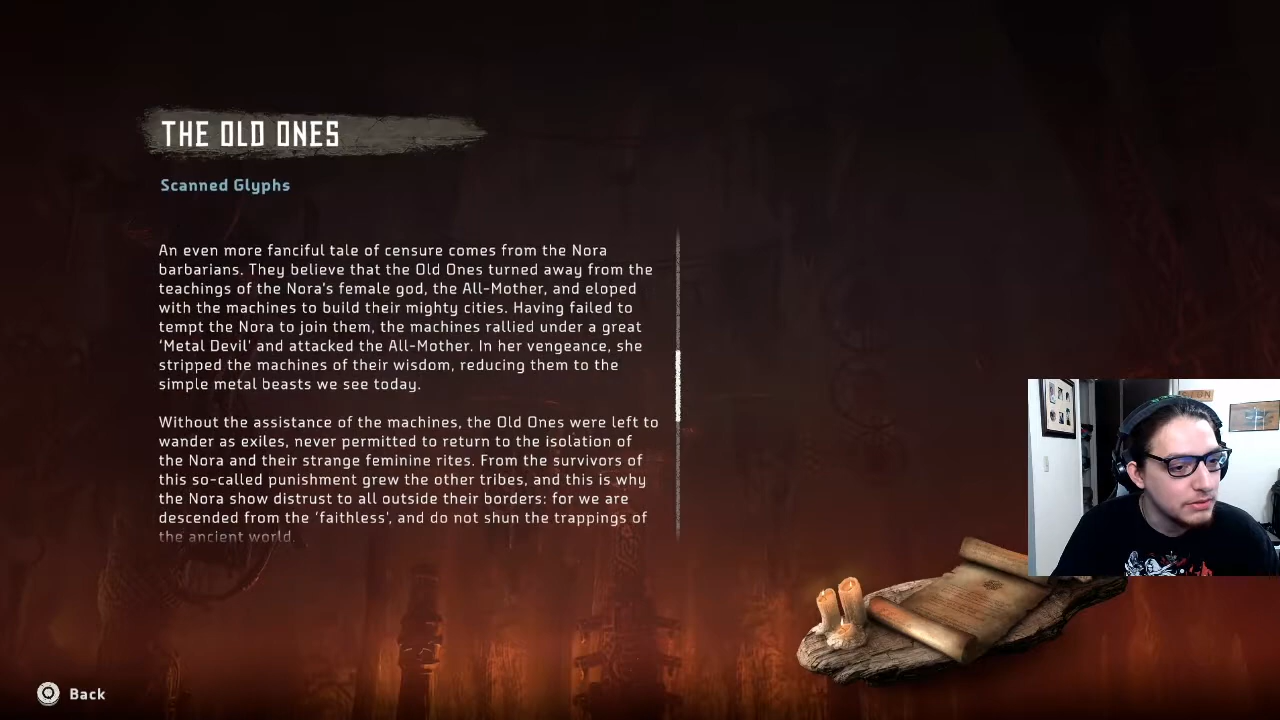 THE OLD ONES
Scanned Glyphs
An even more fanciful tale of censure comes from the Nora
barbarians. They believe that the Old Ones turned away from the
teachings of the Nora's female god, the All-Mother, and eloped
with the machines to build their mighty cities. Having failed to
tempt the Nora to join them, the machines rallied under a great
‘Metal Devil’ and attacked the All-Mother. In her vengeance, she
stripped the machines of their wisdom, reducing them to the
simple metal beasts we see today.
Without the assistance of the machines, the Old Ones were left to
wander as exiles, never permitted to return to the isolation of
the Nora and their strange feminine rites. From the survivors of
this so-called punishment grew the other tribes, and this is why
the Nora show distrust to all outside their borders: for we are
descended from the ‘faithless’, and do not shun the trappings of
the ancient world.
Back